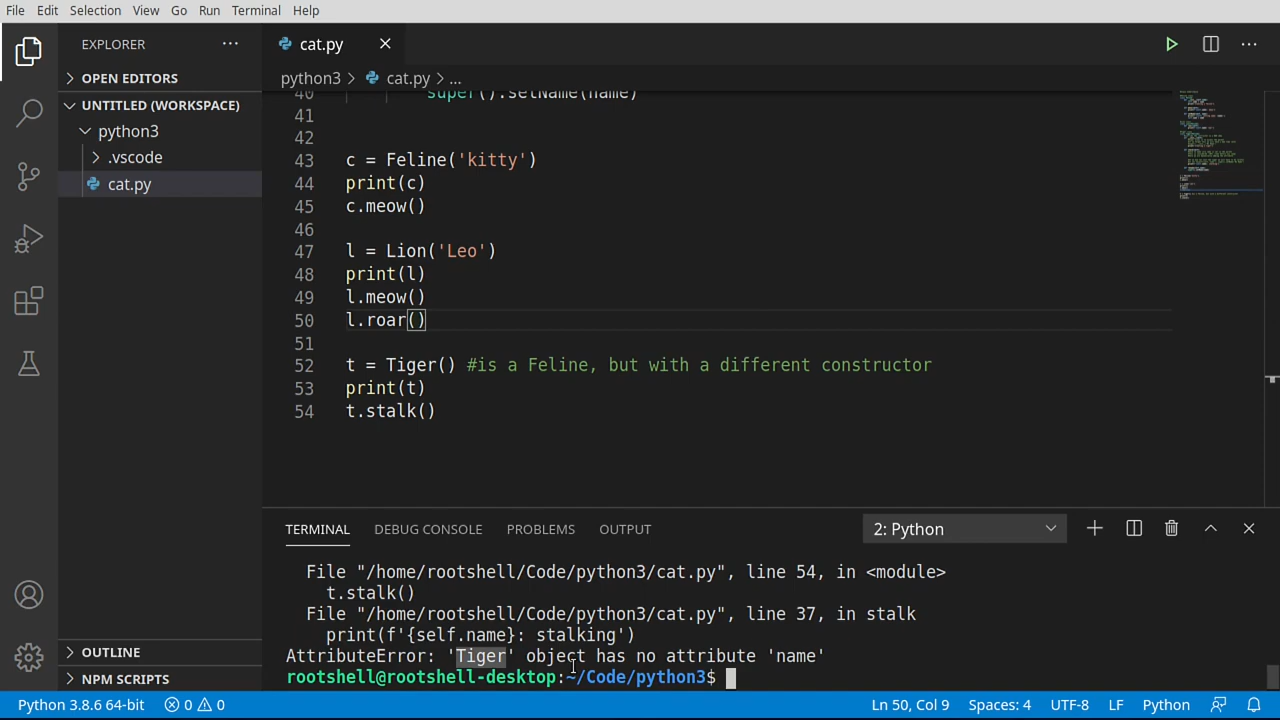 File Edit Selection View Go Run Terminal Help
EXPLORER ...
cat.py
OPEN EDITORS
python3 > cat.py > ...
UNTITLED (WORKSPACE)
python3
.vscode
cat.py
40 super().setName(name)
41
42
43 c = Feline('kitty')
44 print(c)
45 c.meow()
46
47 l = Lion('Leo')
48 print(l)
49 l.meow()
50 l.roar()
51
52 t = Tiger() #is a Feline, but with a different constructor
53 print(t)
54 t.stalk()
TERMINAL DEBUG CONSOLE PROBLEMS OUTPUT 2: Python
File "/home/rootshell/Code/python3/cat.py", line 54, in <module>
t.stalk()
File "/home/rootshell/Code/python3/cat.py", line 37, in stalk
print(f'{self.name}: stalking')
AttributeError: 'Tiger' object has no attribute 'name'
rootshell@rootshell-desktop:~/Code/python3$
OUTLINE
NPM SCRIPTS
Python 3.8.6 64-bit 0 0 Ln 50, Col 9 Spaces: 4 UTF-8 LF Python